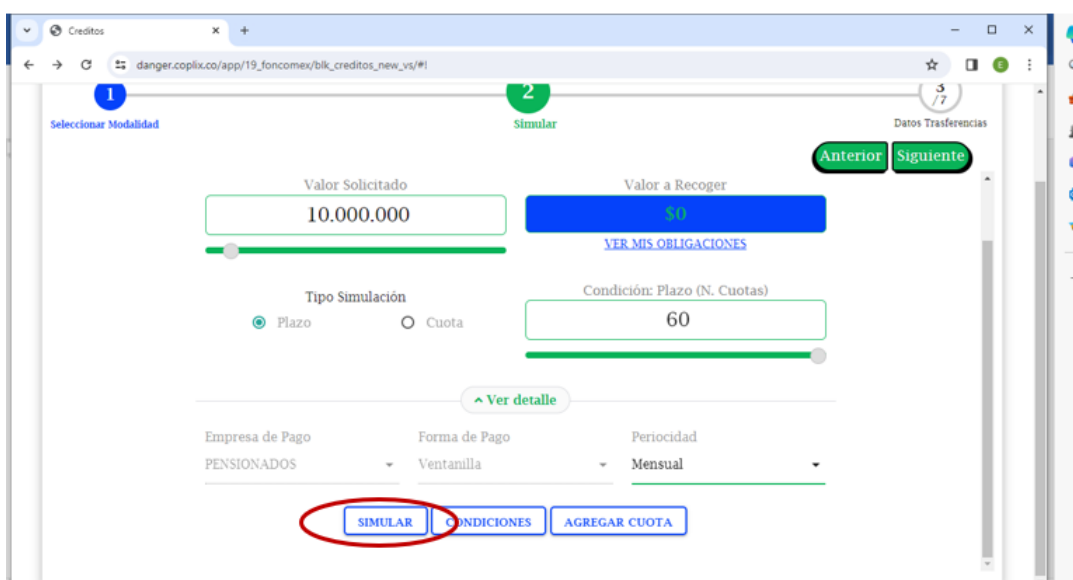 Creditos
danger.coplix.co/app/19_foncomex/blk_creditos_new_vs/#!
E
1
2
3
/7
Seleccionar Modalidad
Simular
Datos Trasferencias
Anterior Siguiente
Valor Solicitado
Valor a Recoger
10.000.000
$0
VER MIS OBLIGACIONES
Tipo Simulación
Condición: Plazo (N. Cuotas)
Plazo Cuota
60
Ver detalle
Empresa de Pago Forma de Pago Periocidad
PENSIONADOS Ventanilla Mensual
SIMULAR CONDICIONES AGREGAR CUOTA